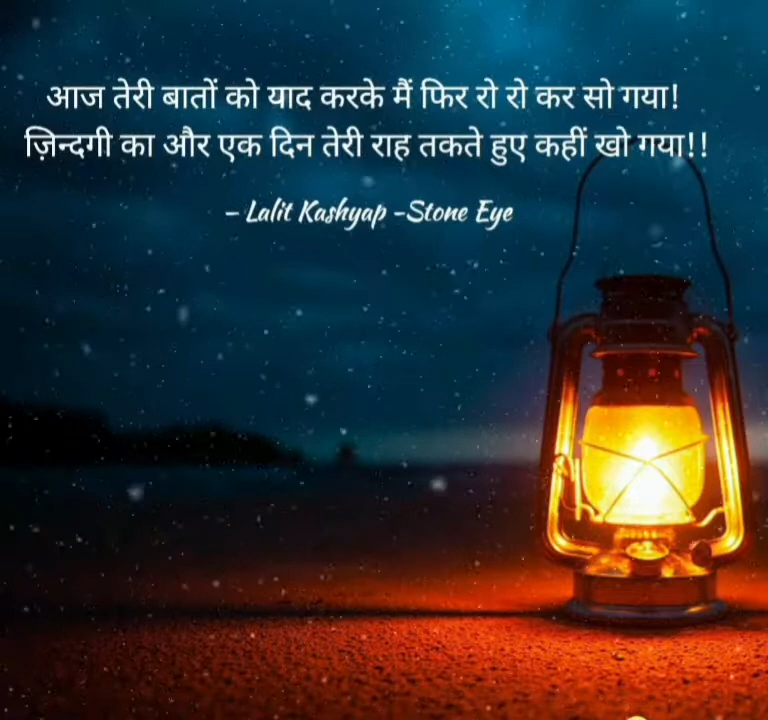 आज तेरी बातों को याद करके मैं फिर रो रो कर सो गया!
ज़िन्दगी का और एक दिन तेरी राह तकते हुए कहीं खो गया!!
– Lalit Kashyap -Stone Eye